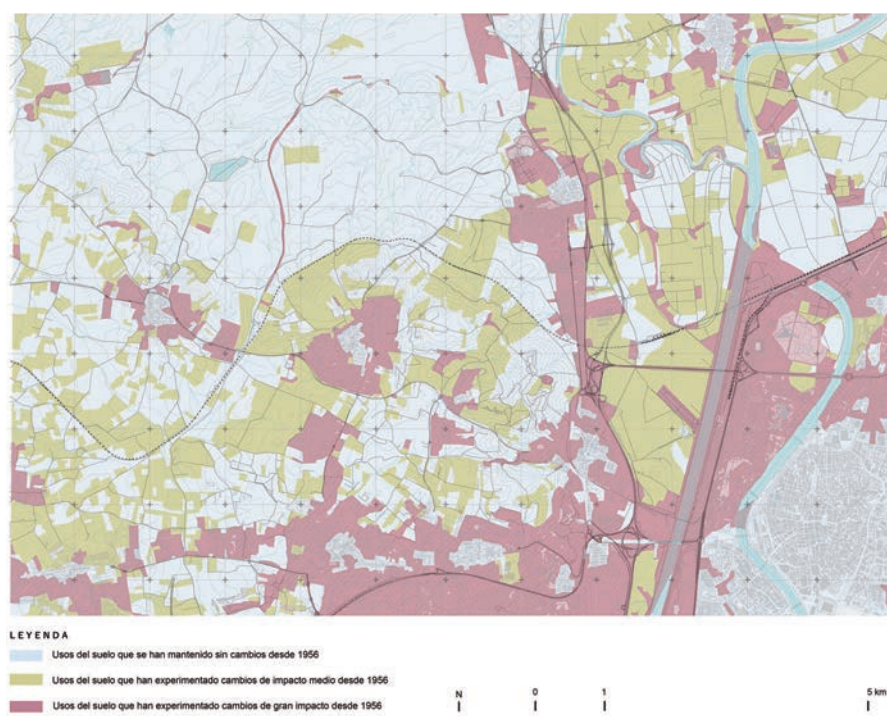 LEYENDA
Usos del suelo que se han mantenido sin cambios desde 1956
Usos del suelo que han experimentado cambios de impacto medio desde 1956
Usos del suelo que han experimentado cambios de gran impacto desde 1956
N 0 1 5 km